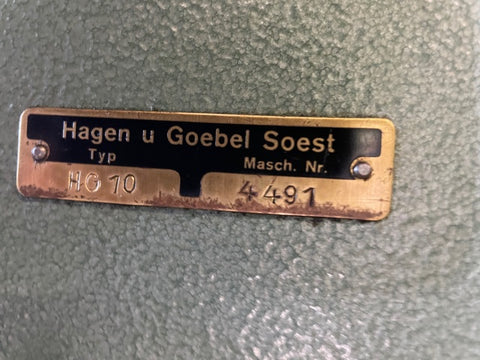 Hagen u Goebel Soest
Typ Masch. Nr.
HG 10 4491